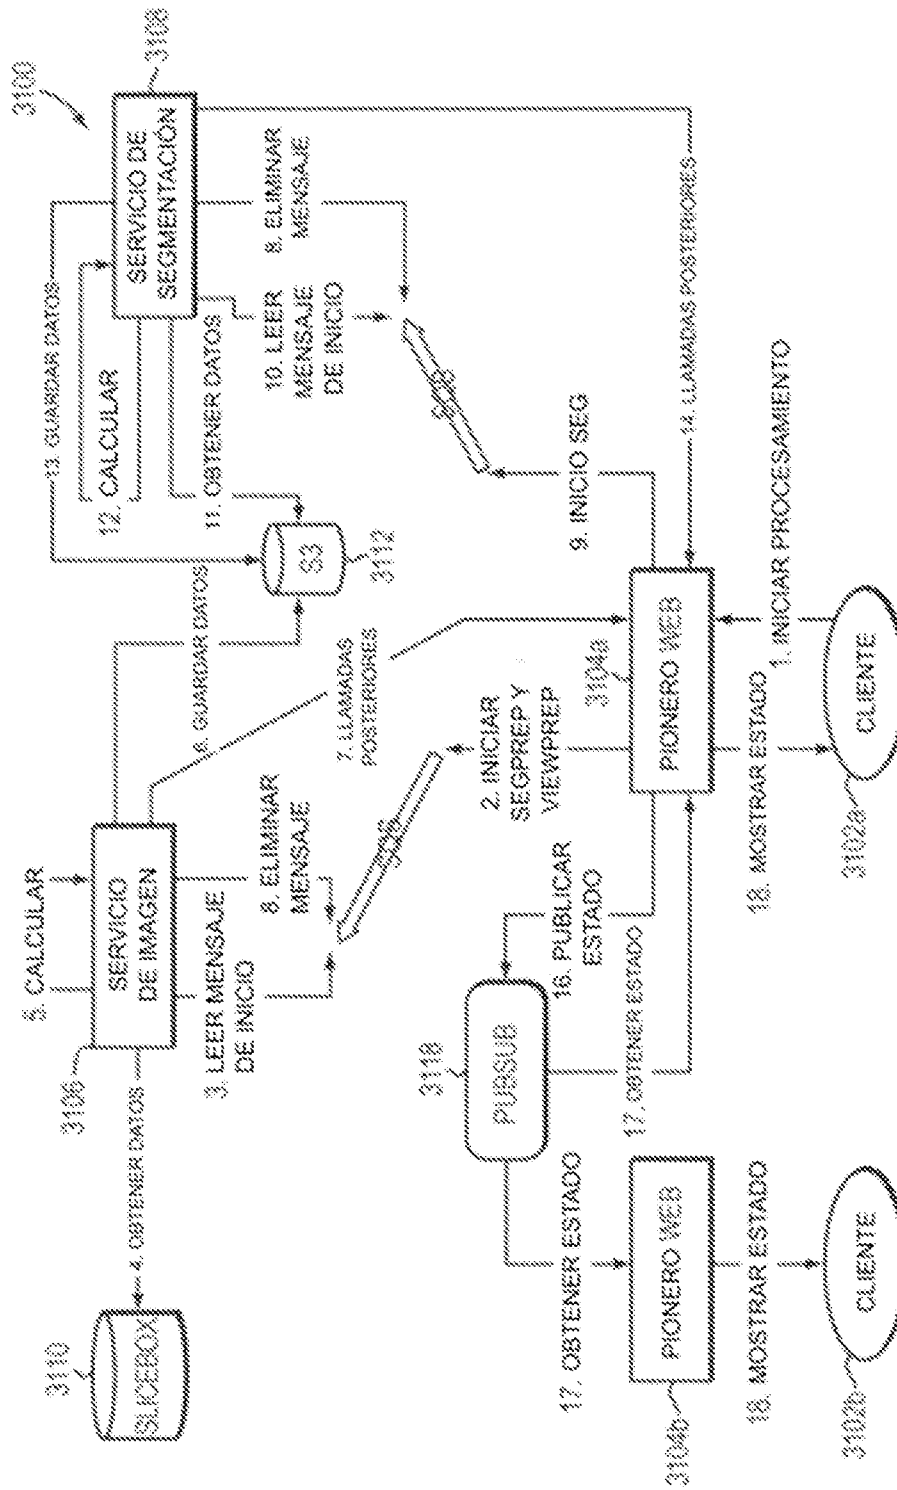 3100
5. CALCULAR
13. GUARDAR DATOS
3110
SLICEBOX
4. OBTENER DATOS
3106
SERVICIO
DE IMAGEN
12. CALCULAR
SERVICIO DE
SEGMENTACIÓN
3108
6. GUARDAR DATOS
11. OBTENER DATOS
3. LEER MENSAJE
DE INICIO
8. ELIMINAR
MENSAJE
S3
3112
10. LEER
MENSAJE
DE INICIO
8. ELIMINAR
MENSAJE
7. LLAMADAS
POSTERIORES
3118
PUBSUB
16. PUBLICAR
ESTADO
2. INICIAR
SEGPREP Y
VIEWPREP
9. INICIO SEG
17. OBTENER ESTADO
17. OBTENER ESTADO
3104a
14. LLAMADAS POSTERIORES
3104b
PIONERO WEB
PIONERO WEB
18. MOSTRAR ESTADO
18. MOSTRAR ESTADO
1. INICIAR PROCESAMIENTO
3102b
CLIENTE
3102a
CLIENTE